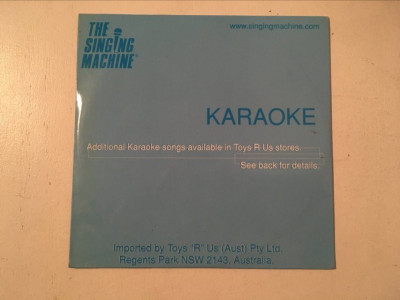 THE
SINGING
MACHINE
www.singingmachine.com
KARAOKE
Additional Karaoke songs available in Toys R Us stores.
See back for details.
Imported by Toys "R" Us (Aust) Pty Ltd.
Regents Park NSW 2143, Australia.